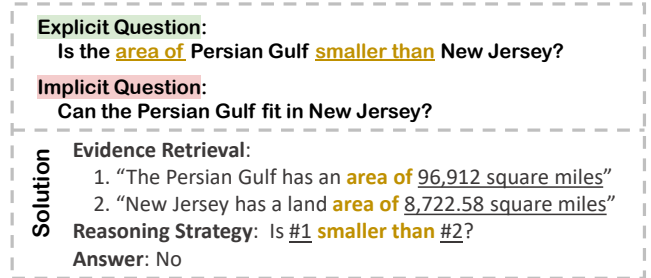 Explicit Question:
Is the area of Persian Gulf smaller than New Jersey?
Implicit Question:
Can the Persian Gulf fit in New Jersey?
Solution
Evidence Retrieval:
1. “The Persian Gulf has an area of 96,912 square miles”
2. “New Jersey has a land area of 8,722.58 square miles”
Reasoning Strategy: Is #1 smaller than #2?
Answer: No